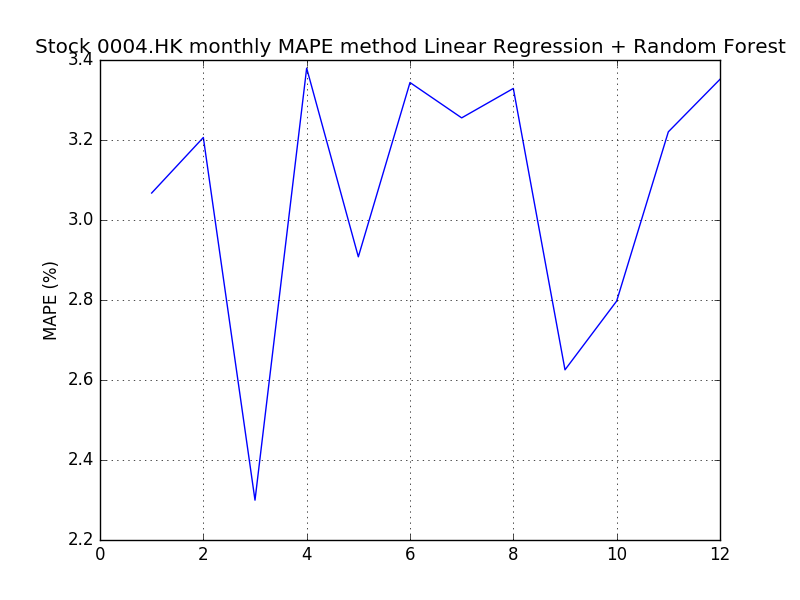 Stock 0004.HK monthly MAPE method Linear Regression + Random Forest
3.4
3.2
3.0
2.8
2.6
2.4
2.2
MAPE (%)
0 2 4 6 8 10 12